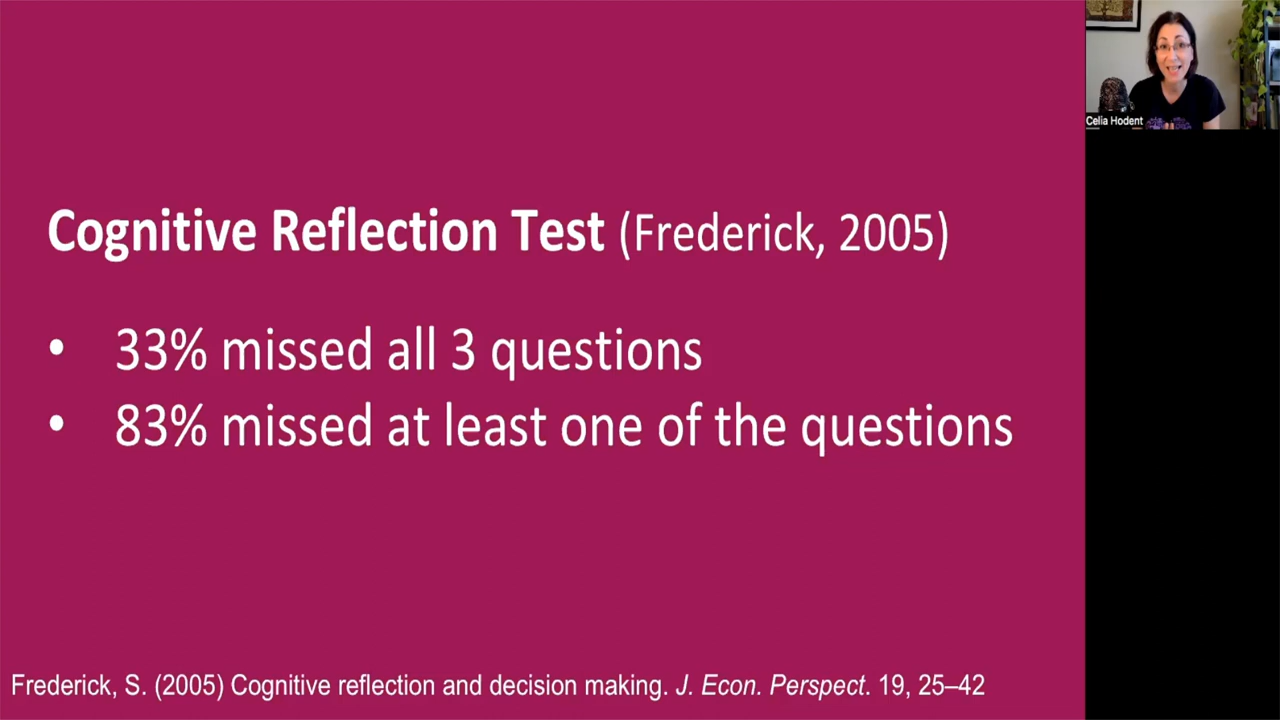 Celia Hodent
Cognitive Reflection Test (Frederick, 2005)
• 33% missed all 3 questions
• 83% missed at least one of the questions
Frederick, S. (2005) Cognitive reflection and decision making. J. Econ. Perspect. 19, 25–42